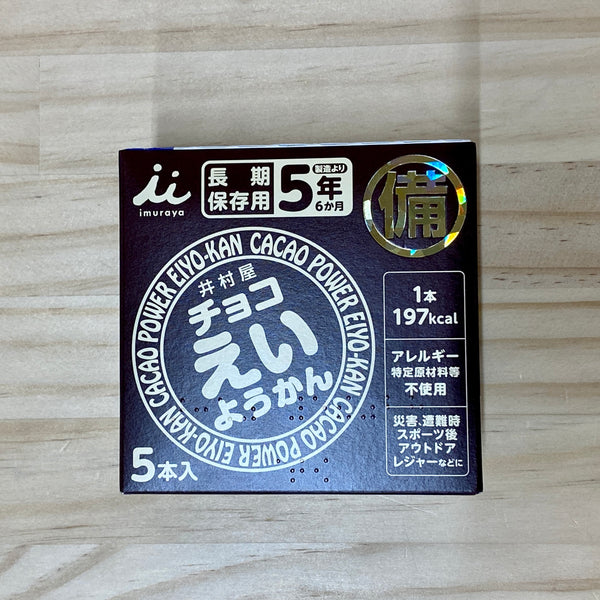 imuraya
長期
保存用
5年
製造より
6か月
備
CACAO POWER EIYO-KAN CACAO POWER EIYO-KAN CACAO POWER EIYO-KAN
井村屋
チョコ
えい
ようかん
5本入
1本
197kcal
アレルギー
特定原材料等
不使用
災害、遭難時
スポーツ後
アウトドア
レジャーなどに